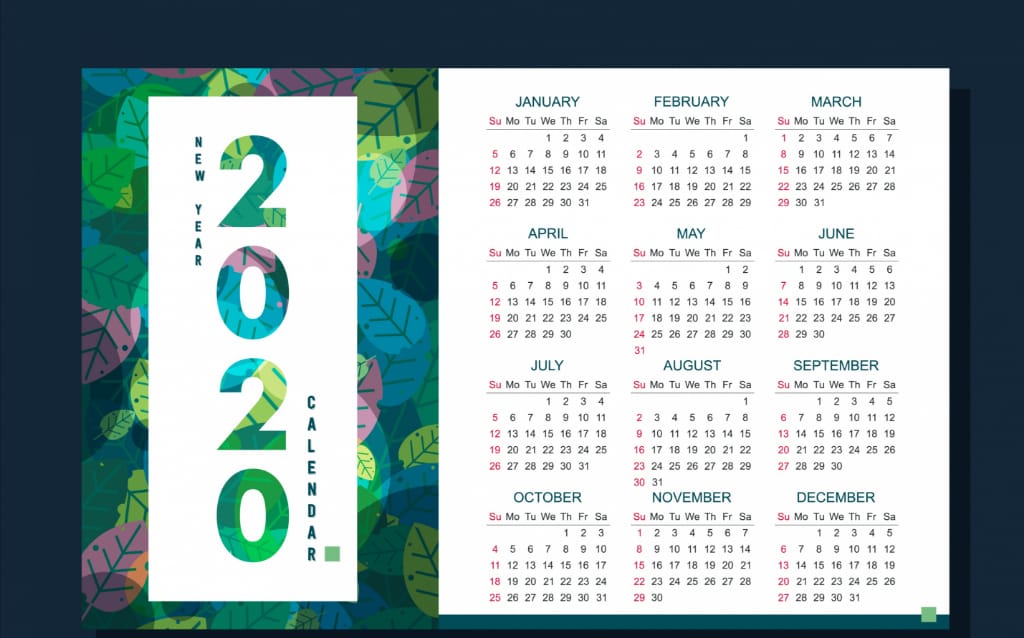 NEW YEAR
2020
CALENDAR
JANUARY
Su Mo Tu We Th Fr Sa
1 2 3 4
5 6 7 8 9 10 11
12 13 14 15 16 17 18
19 20 21 22 23 24 25
26 27 28 29 30 31
FEBRUARY
Su Mo Tu We Th Fr Sa
1
2 3 4 5 6 7 8
9 10 11 12 13 14 15
16 17 18 19 20 21 22
23 24 25 26 27 28 29
MARCH
Su Mo Tu We Th Fr Sa
1 2 3 4 5 6 7
8 9 10 11 12 13 14
15 16 17 18 19 20 21
22 23 24 25 26 27 28
29 30 31
APRIL
Su Mo Tu We Th Fr Sa
1 2 3 4
5 6 7 8 9 10 11
12 13 14 15 16 17 18
19 20 21 22 23 24 25
26 27 28 29 30
MAY
Su Mo Tu We Th Fr Sa
1 2
3 4 5 6 7 8 9
10 11 12 13 14 15 16
17 18 19 20 21 22 23
24 25 26 27 28 29 30
31
JUNE
Su Mo Tu We Th Fr Sa
1 2 3 4 5 6
7 8 9 10 11 12 13
14 15 16 17 18 19 20
21 22 23 24 25 26 27
28 29 30
JULY
Su Mo Tu We Th Fr Sa
1 2 3 4
5 6 7 8 9 10 11
12 13 14 15 16 17 18
19 20 21 22 23 24 25
26 27 28 29 30 31
AUGUST
Su Mo Tu We Th Fr Sa
1
2 3 4 5 6 7 8
9 10 11 12 13 14 15
16 17 18 19 20 21 22
23 24 25 26 27 28 29
30 31
SEPTEMBER
Su Mo Tu We Th Fr Sa
1 2 3 4 5
6 7 8 9 10 11 12
13 14 15 16 17 18 19
20 21 22 23 24 25 26
27 28 29 30
OCTOBER
Su Mo Tu We Th Fr Sa
1 2 3
4 5 6 7 8 9 10
11 12 13 14 15 16 17
18 19 20 21 22 23 24
25 26 27 28 29 30 31
NOVEMBER
Su Mo Tu We Th Fr Sa
1 2 3 4 5 6 7
8 9 10 11 12 13 14
15 16 17 18 19 20 21
22 23 24 25 26 27 28
29 30
DECEMBER
Su Mo Tu We Th Fr Sa
1 2 3 4 5
6 7 8 9 10 11 12
13 14 15 16 17 18 19
20 21 22 23 24 25 26
27 28 29 30 31